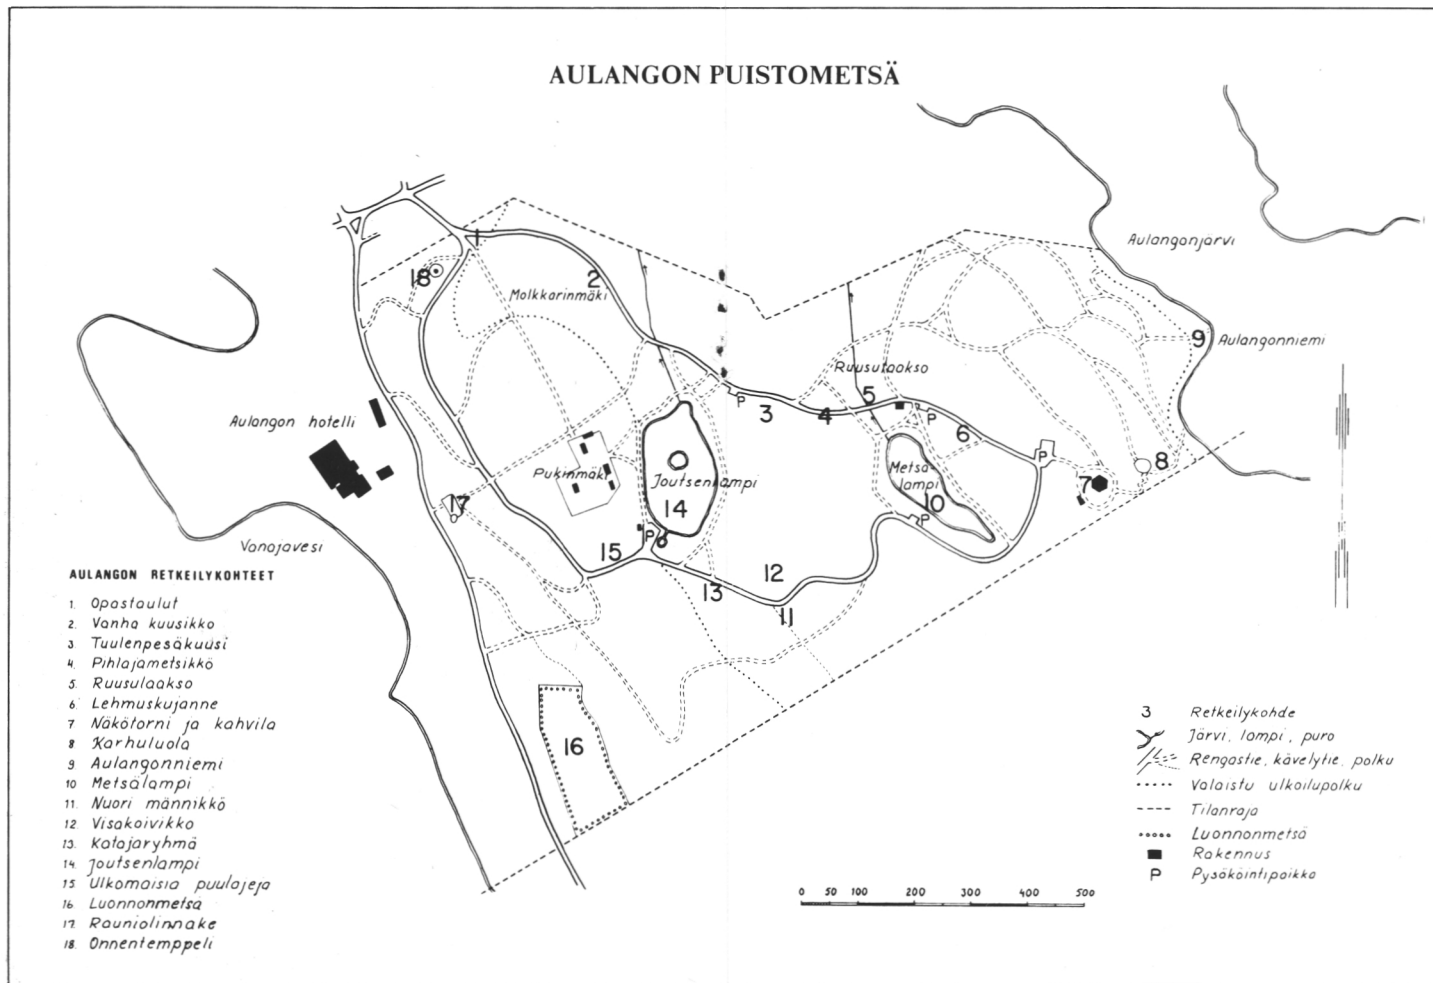 AULANGON PUISTOMETSÄ
Aulangonjärvi
1
18
2
Molkkarinmäki
9
Aulangonniemi
Ruusulaakso
5
P
3
4
P
6
Aulangon hotelli
Pukinmäki
Joutsenlampi
Metsä-
lampi
P
8
7
17
14
10
P
P
Vanajavesi
15
12
13
11
16
AULANGON RETKEILYKOHTEET
1. Opastaulut
2. Vanha kuusikko
3. Tuulenpesäkuusi
4. Pihlajametsikkö
5. Ruusulaakso
6. Lehmuskujanne
7. Näkötorni ja kahvila
8. Karhuluola
9. Aulangonniemi
10. Metsälampi
11. Nuori männikkö
12. Visakoivikko
13. Katajaryhmä
14. Joutsenlampi
15. Ulkomaisia puulajeja
16. Luonnonmetsä
17. Rauniolinnake
18. Onnentemppeli
3 Retkeilykohde
Järvi, lampi, puro
Rengastie, kävelytie, polku
Valaistu ulkoilupolku
Tilanraja
Luonnonmetsä
Rakennus
P Pysäköintipaikka
0 50 100 200 300 400 500